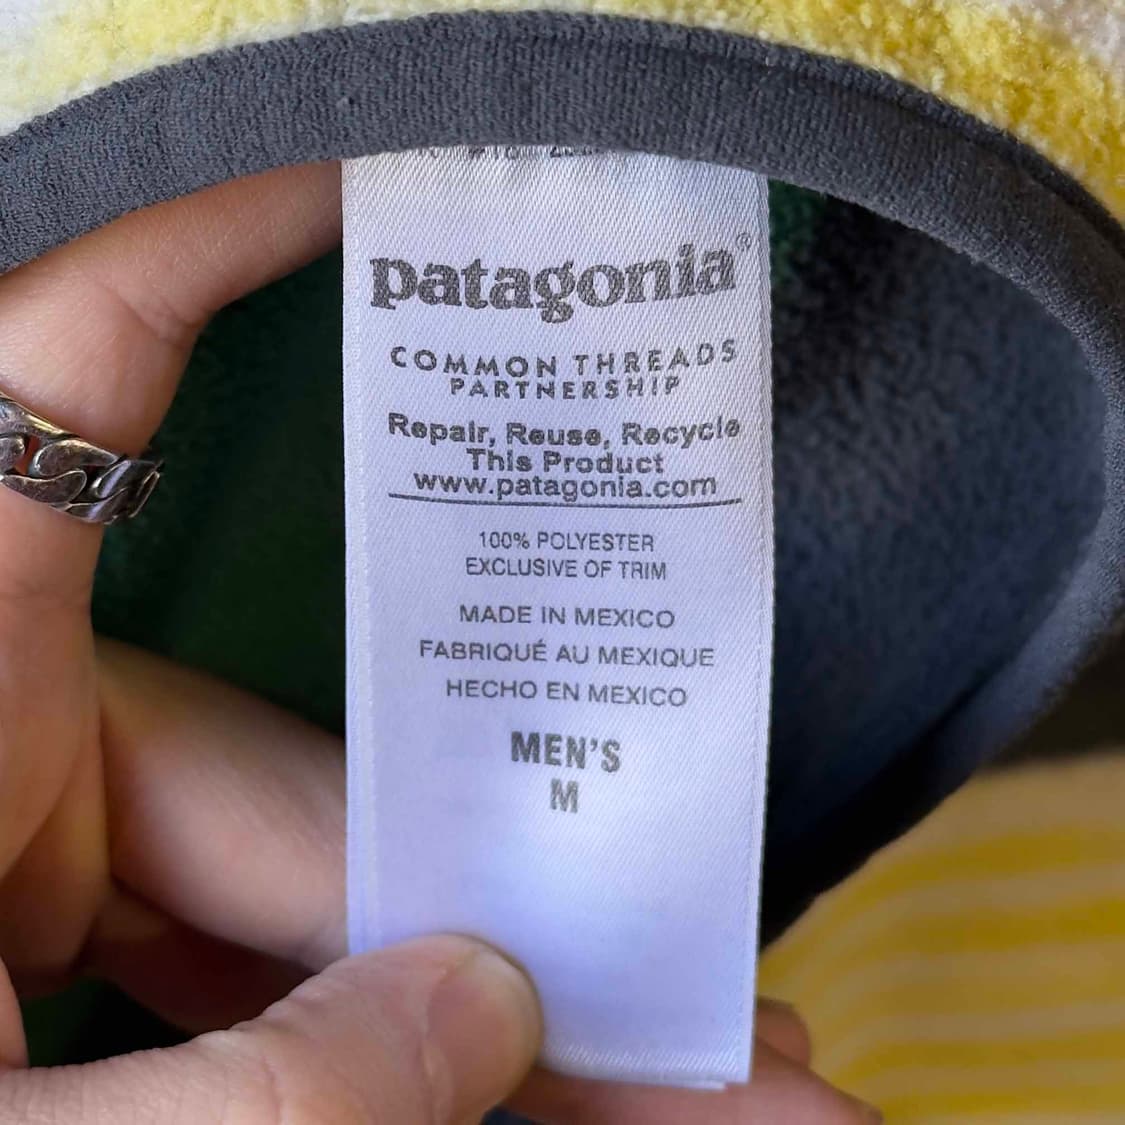 patagonia®
COMMON THREADS
PARTNERSHIP
Repair, Reuse, Recycle
This Product
www.patagonia.com
100% POLYESTER
EXCLUSIVE OF TRIM
MADE IN MEXICO
FABRIQUÉ AU MEXIQUE
HECHO EN MEXICO
MEN'S
M